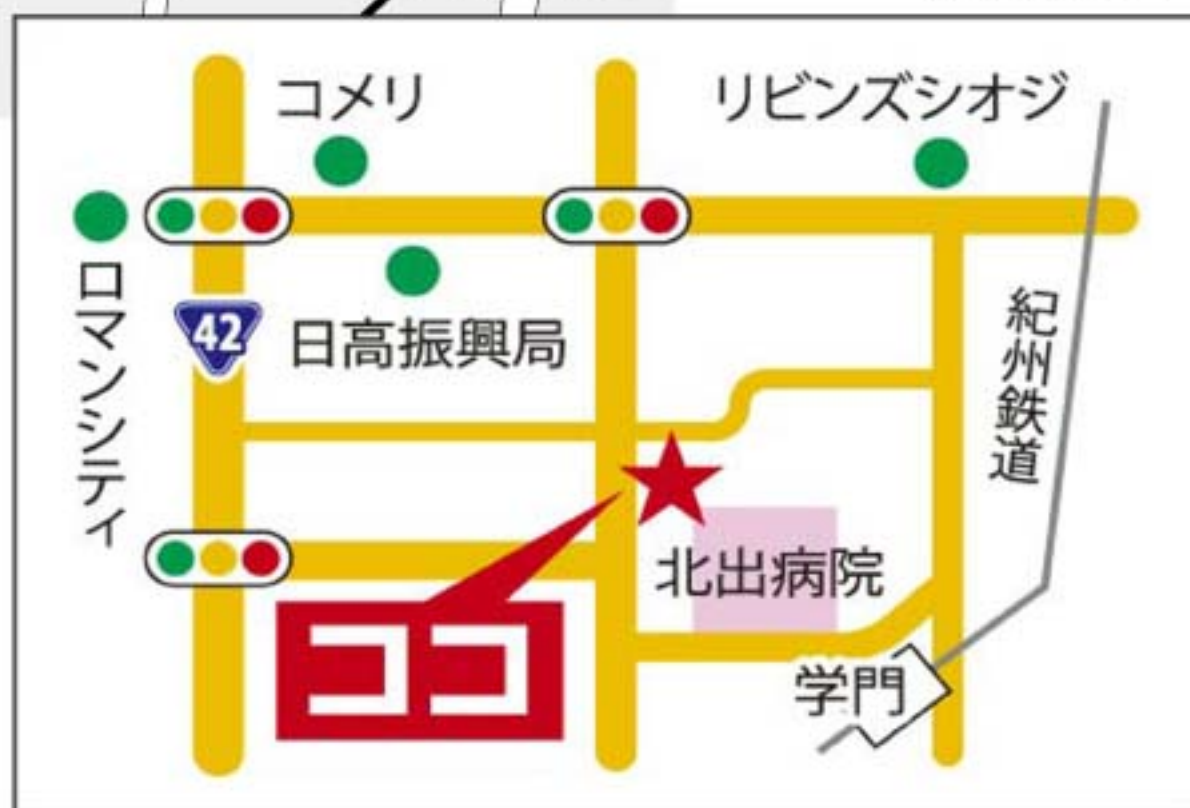 コメリ
リビンズシオジ
ロマンシティ
42
日高振興局
紀州鉄道
北出病院
ココ
学門